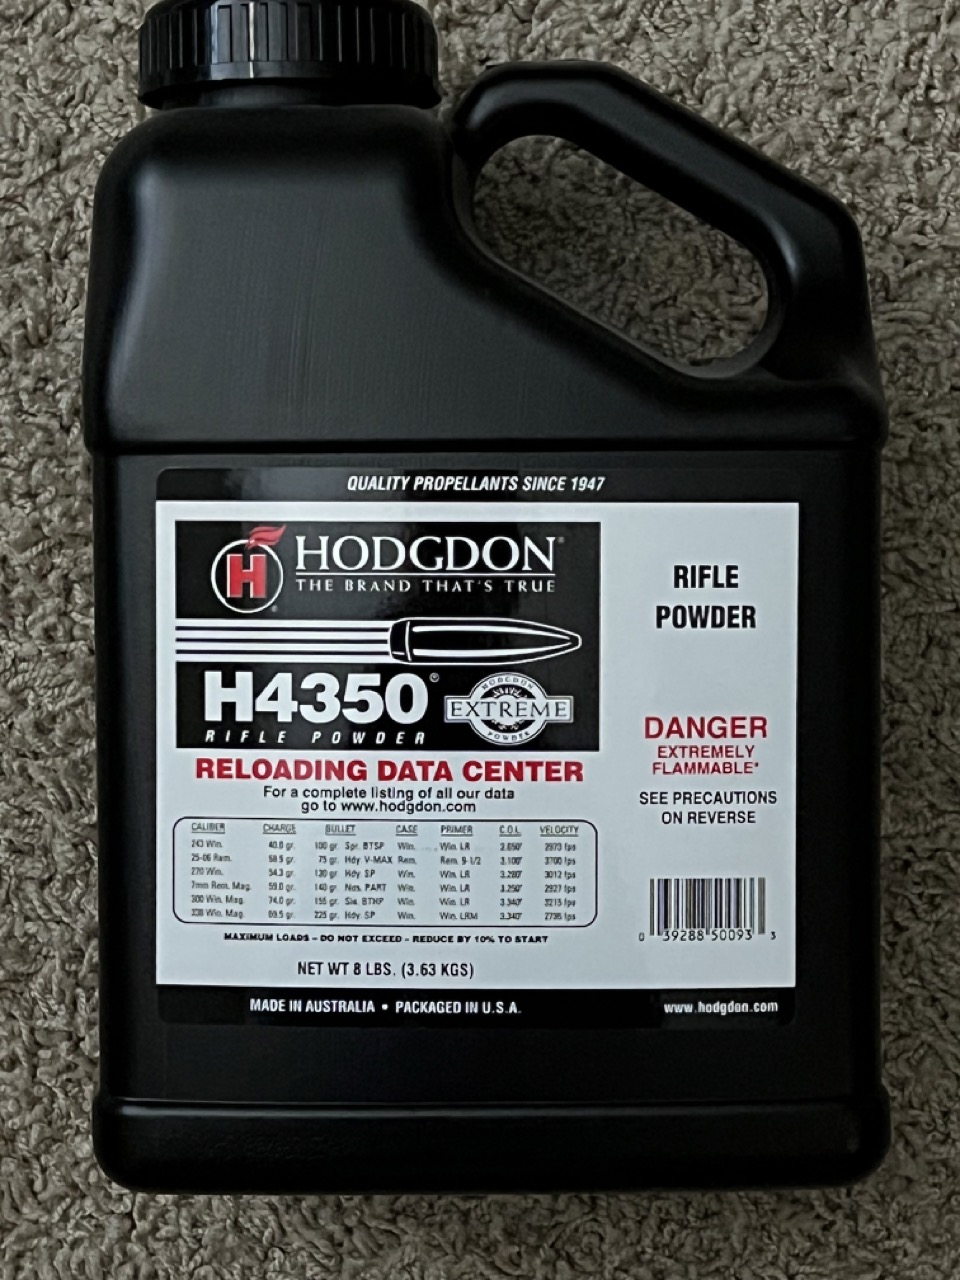 QUALITY PROPELLANTS SINCE 1947
H
HODGDON®
THE BRAND THAT'S TRUE
H4350®
RIFLE POWDER
HODGDON
EXTREME
POWDER
RELOADING DATA CENTER
For a complete listing of all our data
go to www.hodgdon.com
CALIBER CHARGE BULLET CASE PRIMER C.O.L. VELOCITY
243 Win. 40.0 gr. 100 gr. Spr. BTSP Win. Win. LR 2.650" 2973 fps
25-06 Rem. 58.5 gr. 75 gr. Hdy V-MAX Rem. Rem. 9-1/2 3.100" 3700 fps
270 Win. 54.3 gr. 130 gr. Hdy. SP Win. Win. LR 3.280" 3012 fps
7mm Rem. Mag. 59.0 gr. 140 gr. Nos. PART Win. Win. LR 3.250" 2927 fps
300 Win. Mag. 74.0 gr. 155 gr. Sie. BTHP Win. Win. LR 3.340" 3215 fps
338 Win. Mag. 69.5 gr. 225 gr. Hdy. SP Win. Win. LRM 3.340" 2736 fps
MAXIMUM LOADS - DO NOT EXCEED - REDUCE BY 10% TO START
NET WT 8 LBS. (3.63 KGS)
RIFLE
POWDER
DANGER
EXTREMELY
FLAMMABLE*
SEE PRECAUTIONS
ON REVERSE
0 39288 50093 3
MADE IN AUSTRALIA • PACKAGED IN U.S.A.
www.hodgdon.com